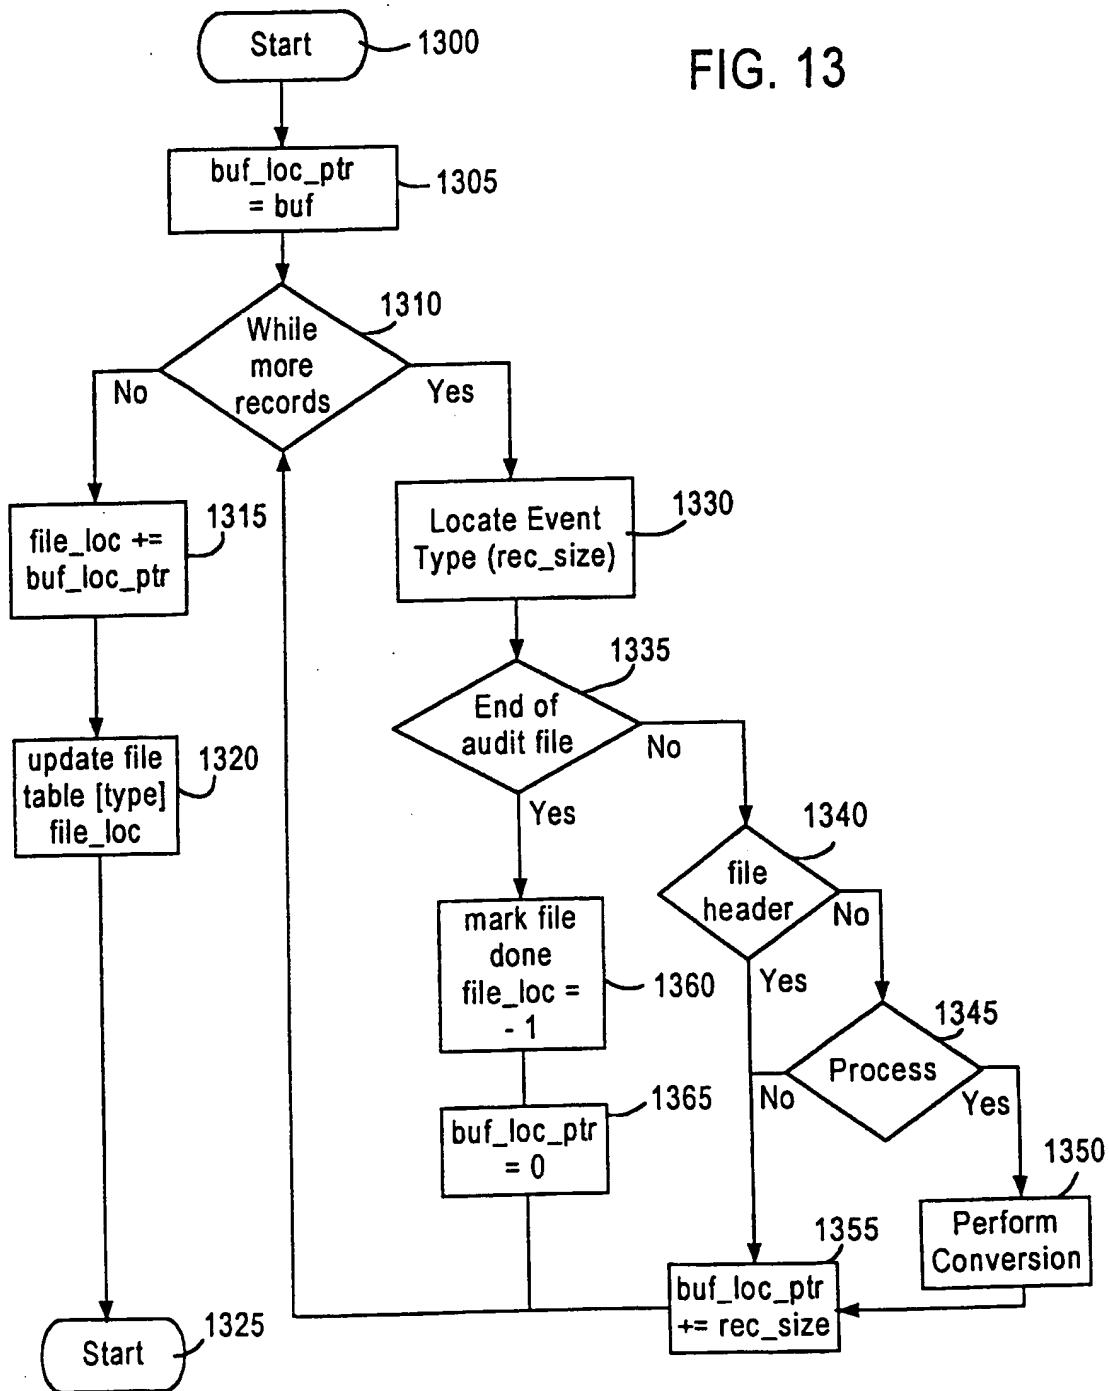 Start
1300
FIG. 13
buf_loc_ptr
= buf
1305
While
more
records
1310
No
Yes
file_loc +=
buf_loc_ptr
1315
Locate Event
Type (rec_size)
1330
End of
audit file
1335
No
Yes
update file
table [type]
file_loc
1320
file
header
1340
No
Yes
mark file
done
file_loc =
- 1
1360
Process
1345
No
Yes
buf_loc_ptr
= 0
1365
Perform
Conversion
1350
buf_loc_ptr
+= rec_size
1355
Start
1325